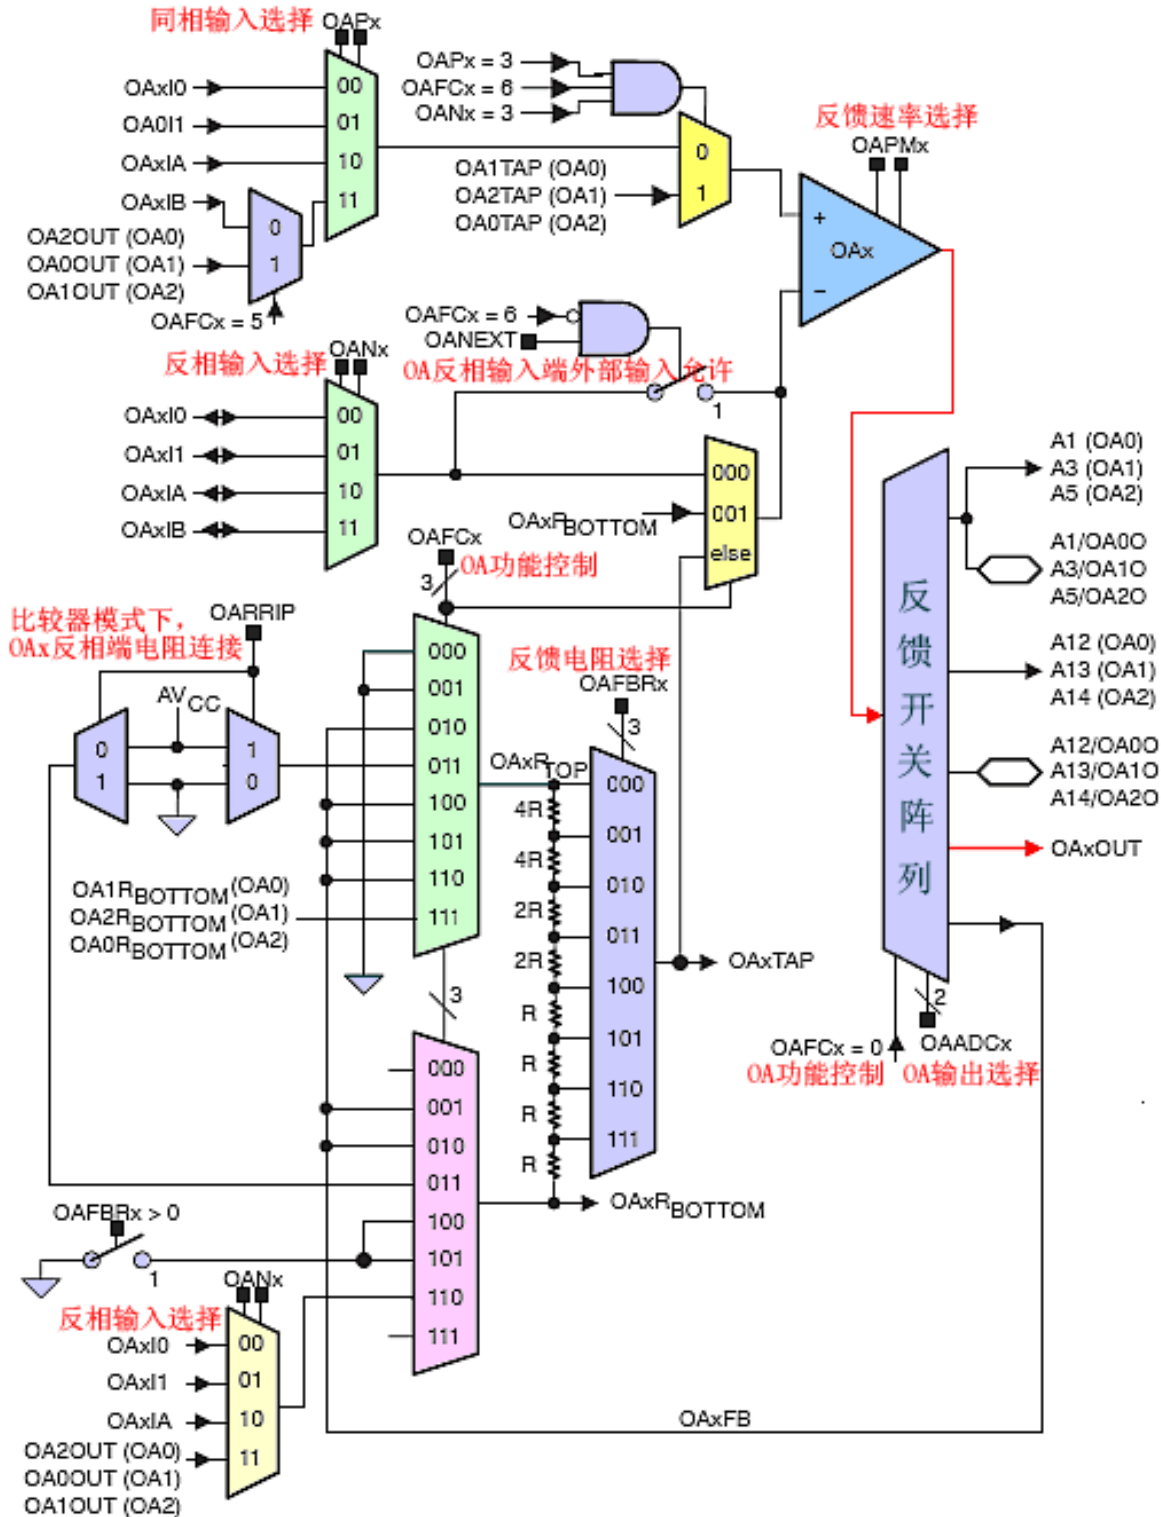 同相输入选择
OAPx
OAxI0
OA0I1
OAxIA
OAxIB
00
01
10
11
OA2OUT (OA0)
OA0OUT (OA1)
OA1OUT (OA2)
0
1
OAFCx = 5
OAPx = 3
OAFCx = 6
OANx = 3
OA1TAP (OA0)
OA2TAP (OA1)
OA0TAP (OA2)
0
1
反馈速率选择
OAPMx
+
OAx
−
OAFCx = 6
OANEXT
OA反相输入端外部输入允许
1
反相输入选择
OANx
OAxI0
OAxI1
OAxIA
OAxIB
00
01
10
11
000
001
else
OAxRBOTTOM
OAFCx
OA功能控制
3
比较器模式下,
OAx反相端电阻连接
OARRIP
AVCC
0
1
1
0
000
001
010
011
100
101
110
111
OA1RBOTTOM (OA0)
OA2RBOTTOM (OA1)
OA0RBOTTOM (OA2)
3
反馈电阻选择
OAFBRx
3
OAxRTOP
4R
4R
2R
2R
R
R
R
R
000
001
010
011
100
101
110
111
OAxTAP
OAxRBOTTOM
000
001
010
011
100
101
110
111
OAFBRx > 0
1
反相输入选择
OANx
OAxI0
OAxI1
OAxIA
OA2OUT (OA0)
OA0OUT (OA1)
OA1OUT (OA2)
00
01
10
11
OAxFB
反馈开关阵列
A1 (OA0)
A3 (OA1)
A5 (OA2)
A1/OA0O
A3/OA1O
A5/OA2O
A12 (OA0)
A13 (OA1)
A14 (OA2)
A12/OA0O
A13/OA1O
A14/OA2O
OAxOUT
2
OAFCx = 0
OAADCx
OA功能控制
OA输出选择